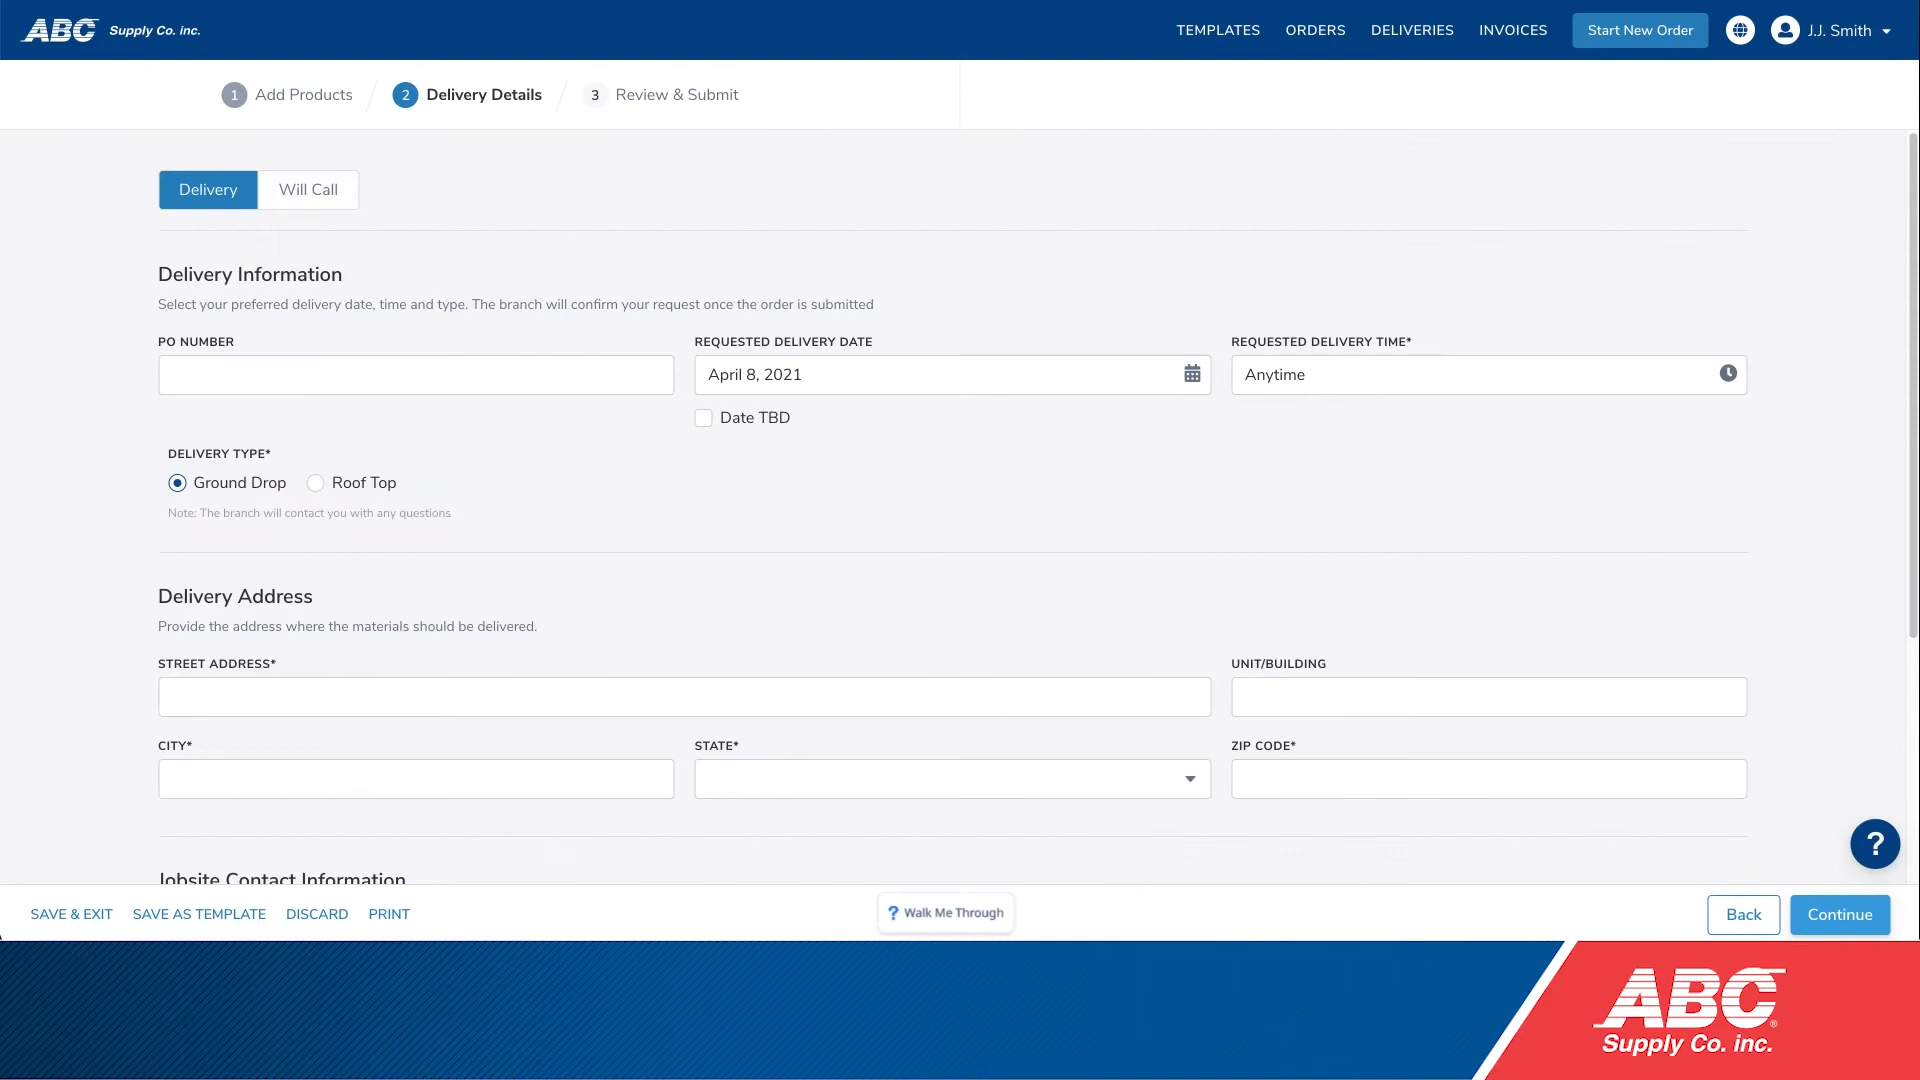 ABC Supply Co. inc.
TEMPLATES ORDERS DELIVERIES INVOICES Start New Order J.J. Smith
1 Add Products 2 Delivery Details 3 Review & Submit
Delivery Will Call
Delivery Information
Select your preferred delivery date, time and type. The branch will confirm your request once the order is submitted
PO NUMBER REQUESTED DELIVERY DATE REQUESTED DELIVERY TIME*
April 8, 2021 Anytime
Date TBD
DELIVERY TYPE*
Ground Drop Roof Top
Note: The branch will contact you with any questions
Delivery Address
Provide the address where the materials should be delivered.
STREET ADDRESS* UNIT/BUILDING
CITY* STATE* ZIP CODE*
?
Jobsite Contact Information
SAVE & EXIT SAVE AS TEMPLATE DISCARD PRINT ? Walk Me Through Back Continue
ABC®
Supply Co. inc.